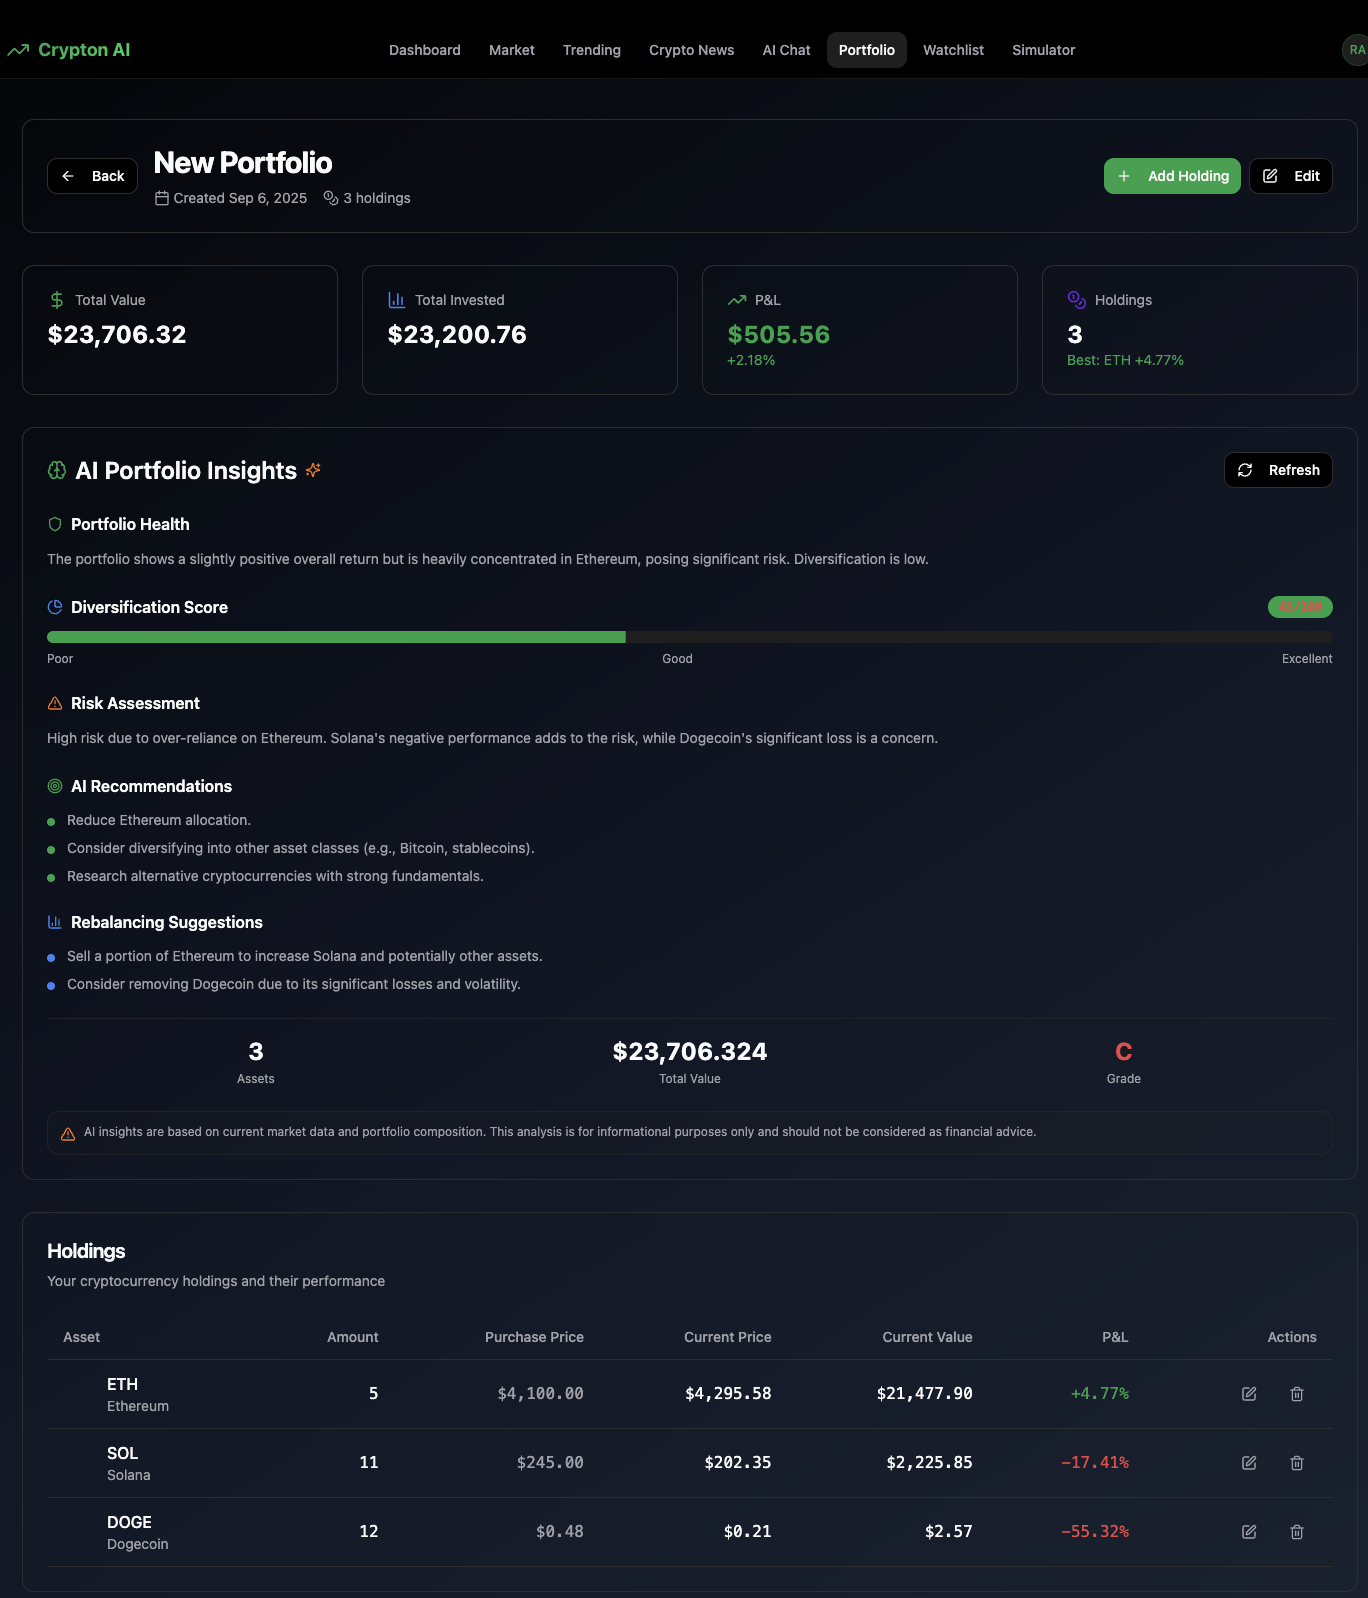 Crypton AI
Dashboard Market Trending Crypto News AI Chat Portfolio Watchlist Simulator RA
Back
New Portfolio
Created Sep 6, 2025 3 holdings
Add Holding
Edit
Total Value
$23,706.32
Total Invested
$23,200.76
P&L
$505.56
+2.18%
Holdings
3
Best: ETH +4.77%
AI Portfolio Insights
Refresh
Portfolio Health
The portfolio shows a slightly positive overall return but is heavily concentrated in Ethereum, posing significant risk. Diversification is low.
Diversification Score
45/100
Poor Good Excellent
Risk Assessment
High risk due to over-reliance on Ethereum. Solana's negative performance adds to the risk, while Dogecoin's significant loss is a concern.
AI Recommendations
Reduce Ethereum allocation.
Consider diversifying into other asset classes (e.g., Bitcoin, stablecoins).
Research alternative cryptocurrencies with strong fundamentals.
Rebalancing Suggestions
Sell a portion of Ethereum to increase Solana and potentially other assets.
Consider removing Dogecoin due to its significant losses and volatility.
3 $23,706.324 C
Assets Total Value Grade
AI insights are based on current market data and portfolio composition. This analysis is for informational purposes only and should not be considered as financial advice.
Holdings
Your cryptocurrency holdings and their performance
Asset Amount Purchase Price Current Price Current Value P&L Actions
ETH
Ethereum
5 $4,100.00 $4,295.58 $21,477.90 +4.77%
SOL
Solana
11 $245.00 $202.35 $2,225.85 -17.41%
DOGE
Dogecoin
12 $0.48 $0.21 $2.57 -55.32%